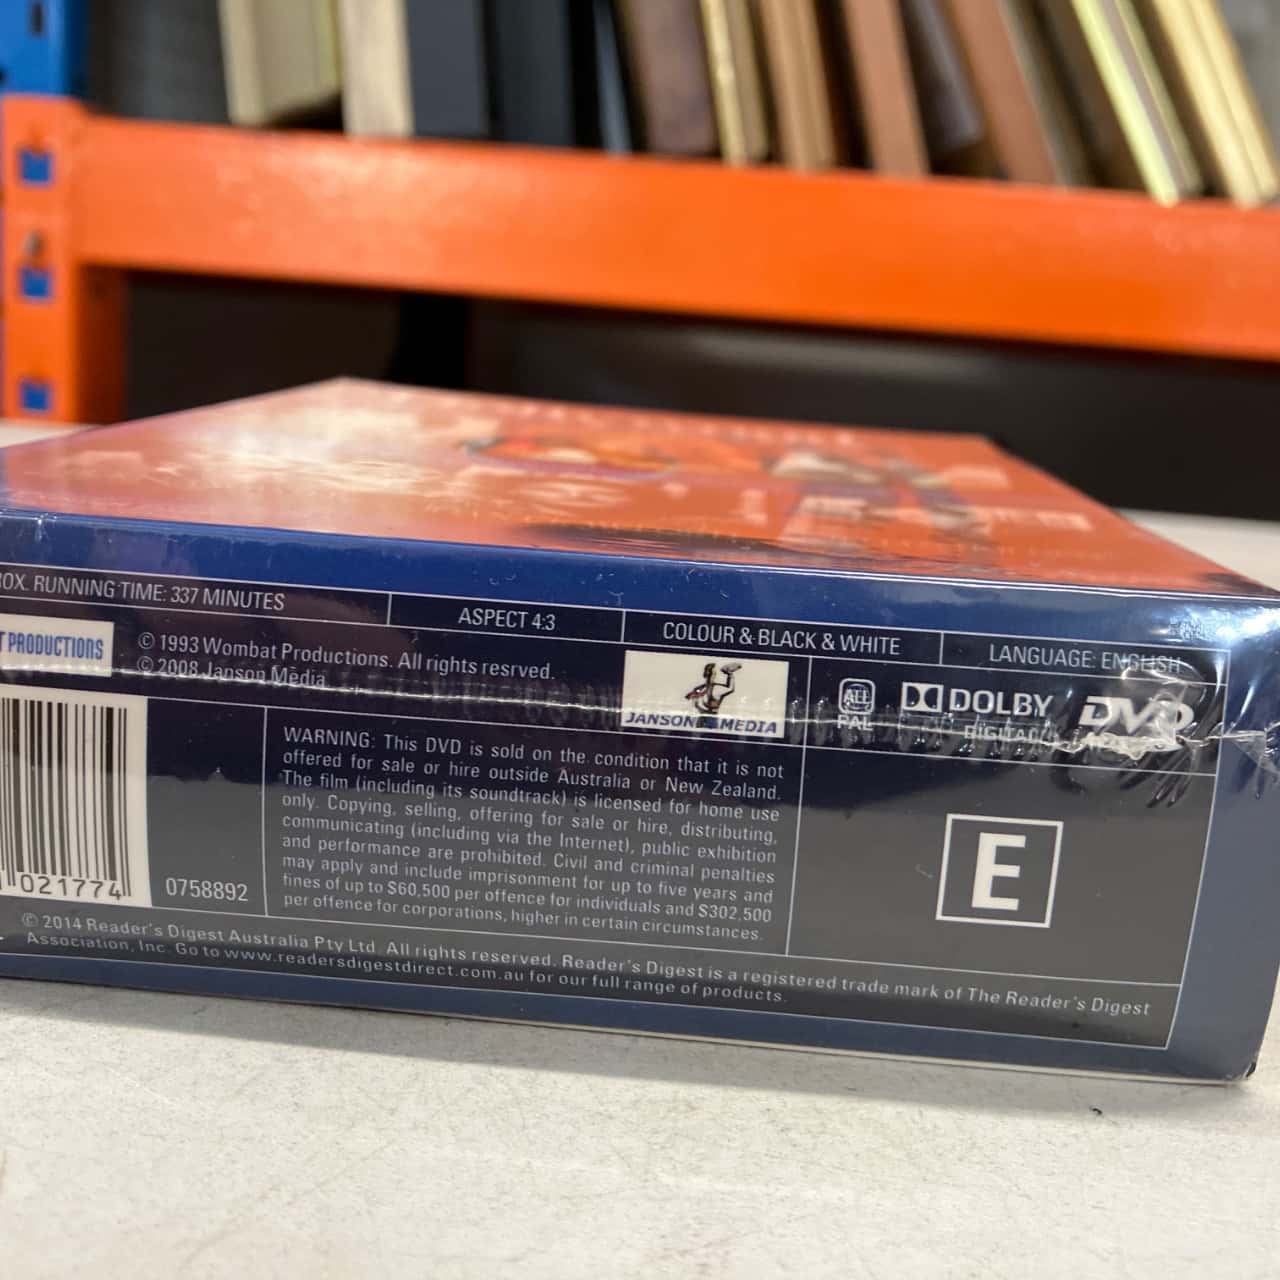 OX. RUNNING TIME: 337 MINUTES
ASPECT 4:3
COLOUR & BLACK & WHITE
LANGUAGE: ENGLISH
T PRODUCTIONS
© 1993 Wombat Productions. All rights resrved.
© 2008 Janson Media
JANSON MEDIA
ALL
PAL
DOLBY
DIGITAL
DVD
021774
0758892
WARNING: This DVD is sold on the condition that it is not
offered for sale or hire outside Australia or New Zealand.
The film (including its soundtrack) is licensed for home use
only. Copying, selling, offering for sale or hire, distributing,
communicating (including via the Internet), public exhibition
and performance are prohibited. Civil and criminal penalties
may apply and include imprisonment for up to five years and
fines of up to $60,500 per offence for individuals and $302,500
per offence for corporations, higher in certain circumstances.
E
© 2014 Reader's Digest Australia Pty Ltd. All rights reserved. Reader's Digest is a registered trade mark of The Reader's Digest
Association, Inc. Go to www.readersdigestdirect.com.au for our full range of products.